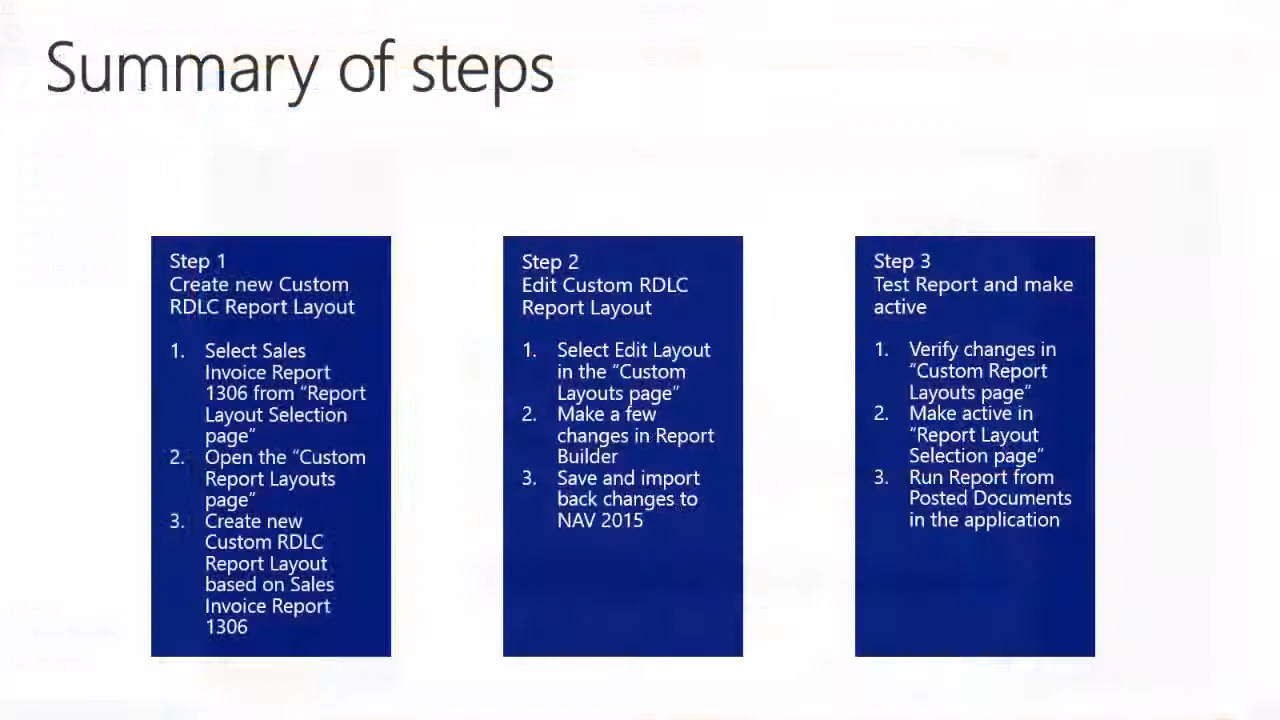 Summary of steps
Step 1
Create new Custom
RDLC Report Layout
1. Select Sales
Invoice Report
1306 from “Report
Layout Selection
page”
2. Open the “Custom
Report Layouts
page”
3. Create new
Custom RDLC
Report Layout
based on Sales
Invoice Report
1306
Step 2
Edit Custom RDLC
Report Layout
1. Select Edit Layout
in the “Custom
Layouts page”
2. Make a few
changes in Report
Builder
3. Save and import
back changes to
NAV 2015
Step 3
Test Report and make
active
1. Verify changes in
“Custom Report
Layouts page”
2. Make active in
“Report Layout
Selection page”
3. Run Report from
Posted Documents
in the application